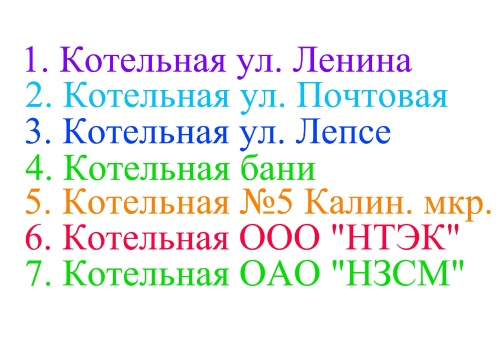 1. Котельная ул. Ленина
2. Котельная ул. Почтовая
3. Котельная ул. Лепсе
4. Котельная бани
5. Котельная №5 Калин. мкр.
6. Котельная ООО "НТЭК"
7. Котельная ОАО "НЗСМ"